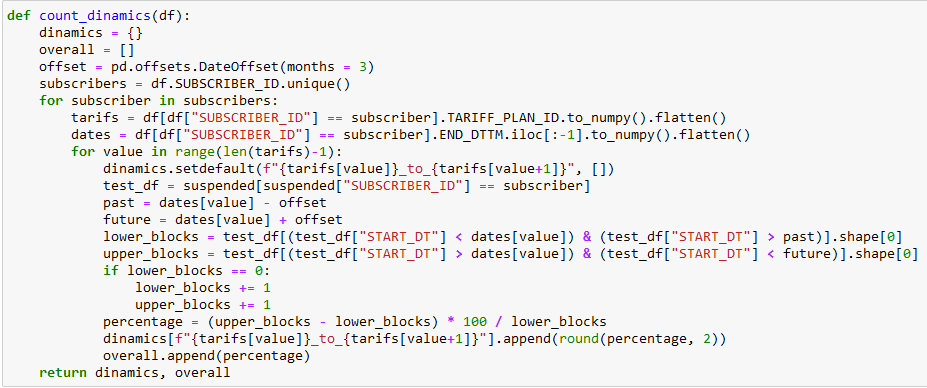 def count_dinamics(df):
    dinamics = {}
    overall = []
    offset = pd.offsets.DateOffset(months = 3)
    subscribers = df.SUBSCRIBER_ID.unique()
    for subscriber in subscribers:
        tarifs = df[df["SUBSCRIBER_ID"] == subscriber].TARIFF_PLAN_ID.to_numpy().flatten()
        dates = df[df["SUBSCRIBER_ID"] == subscriber].END_DTTM.iloc[:-1].to_numpy().flatten()
        for value in range(len(tarifs)-1):
            dinamics.setdefault(f"{tarifs[value]}_to_{tarifs[value+1]}", [])
            test_df = suspended[suspended["SUBSCRIBER_ID"] == subscriber]
            past = dates[value] - offset
            future = dates[value] + offset
            lower_blocks = test_df[(test_df["START_DT"] < dates[value]) & (test_df["START_DT"] > past)].shape[0]
            upper_blocks = test_df[(test_df["START_DT"] > dates[value]) & (test_df["START_DT"] < future)].shape[0]
            if lower_blocks == 0:
                lower_blocks += 1
                upper_blocks += 1
            percentage = (upper_blocks - lower_blocks) * 100 / lower_blocks
            dinamics[f"{tarifs[value]}_to_{tarifs[value+1]}"].append(round(percentage, 2))
            overall.append(percentage)
    return dinamics, overall